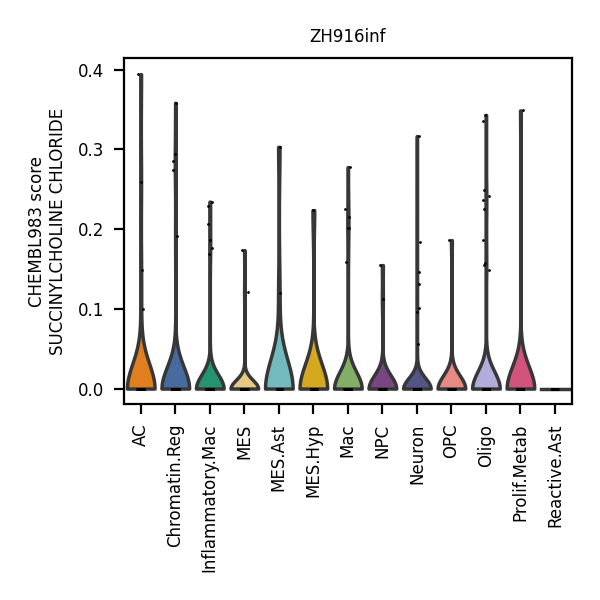 ZH916inf
CHEMBL983 score
SUCCINYLCHOLINE CHLORIDE
0.4
0.3
0.2
0.1
0.0
AC
Chromatin.Reg
Inflammatory.Mac
MES
MES.Ast
MES.Hyp
Mac
NPC
Neuron
OPC
Oligo
Prolif.Metab
Reactive.Ast